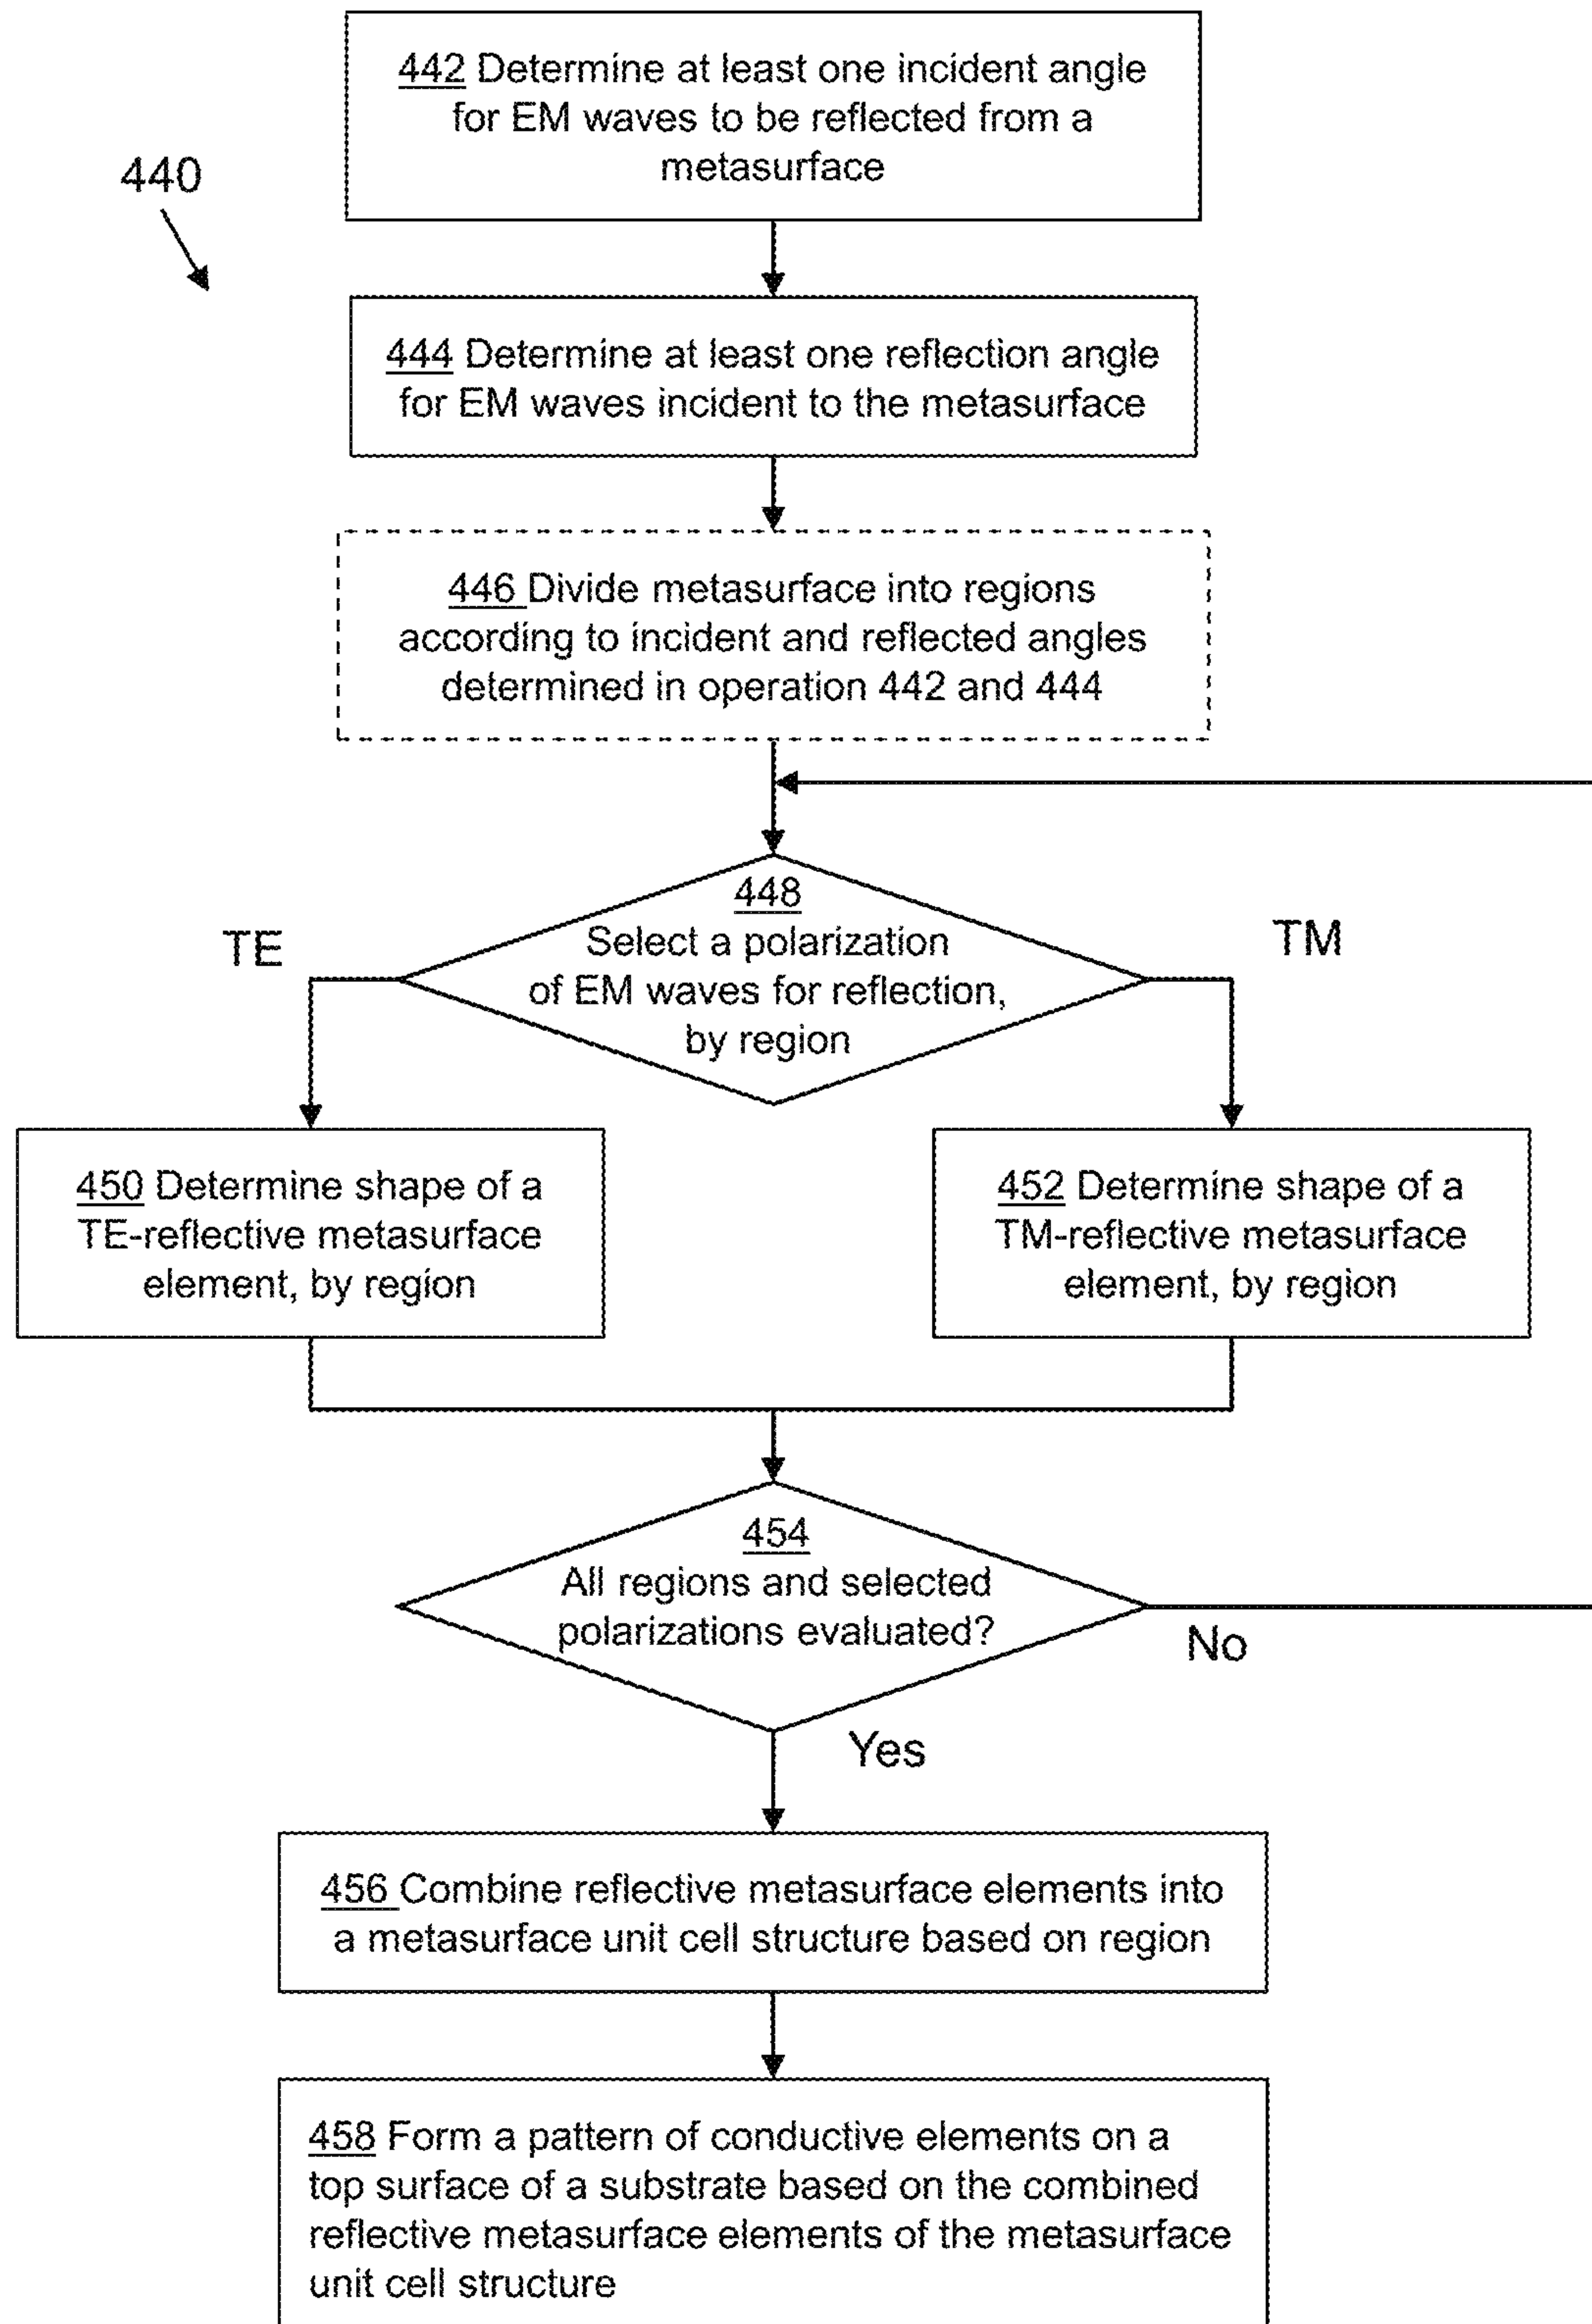 442 Determine at least one incident angle
for EM waves to be reflected from a
metasurface
440
444 Determine at least one reflection angle
for EM waves incident to the metasurface
446 Divide metasurface into regions
according to incident and reflected angles
determined in operation 442 and 444
448
Select a polarization
of EM waves for reflection,
by region
TE
TM
450 Determine shape of a
TE-reflective metasurface
element, by region
452 Determine shape of a
TM-reflective metasurface
element, by region
454
All regions and selected
polarizations evaluated?
No
Yes
456 Combine reflective metasurface elements into
a metasurface unit cell structure based on region
458 Form a pattern of conductive elements on a
top surface of a substrate based on the combined
reflective metasurface elements of the metasurface
unit cell structure